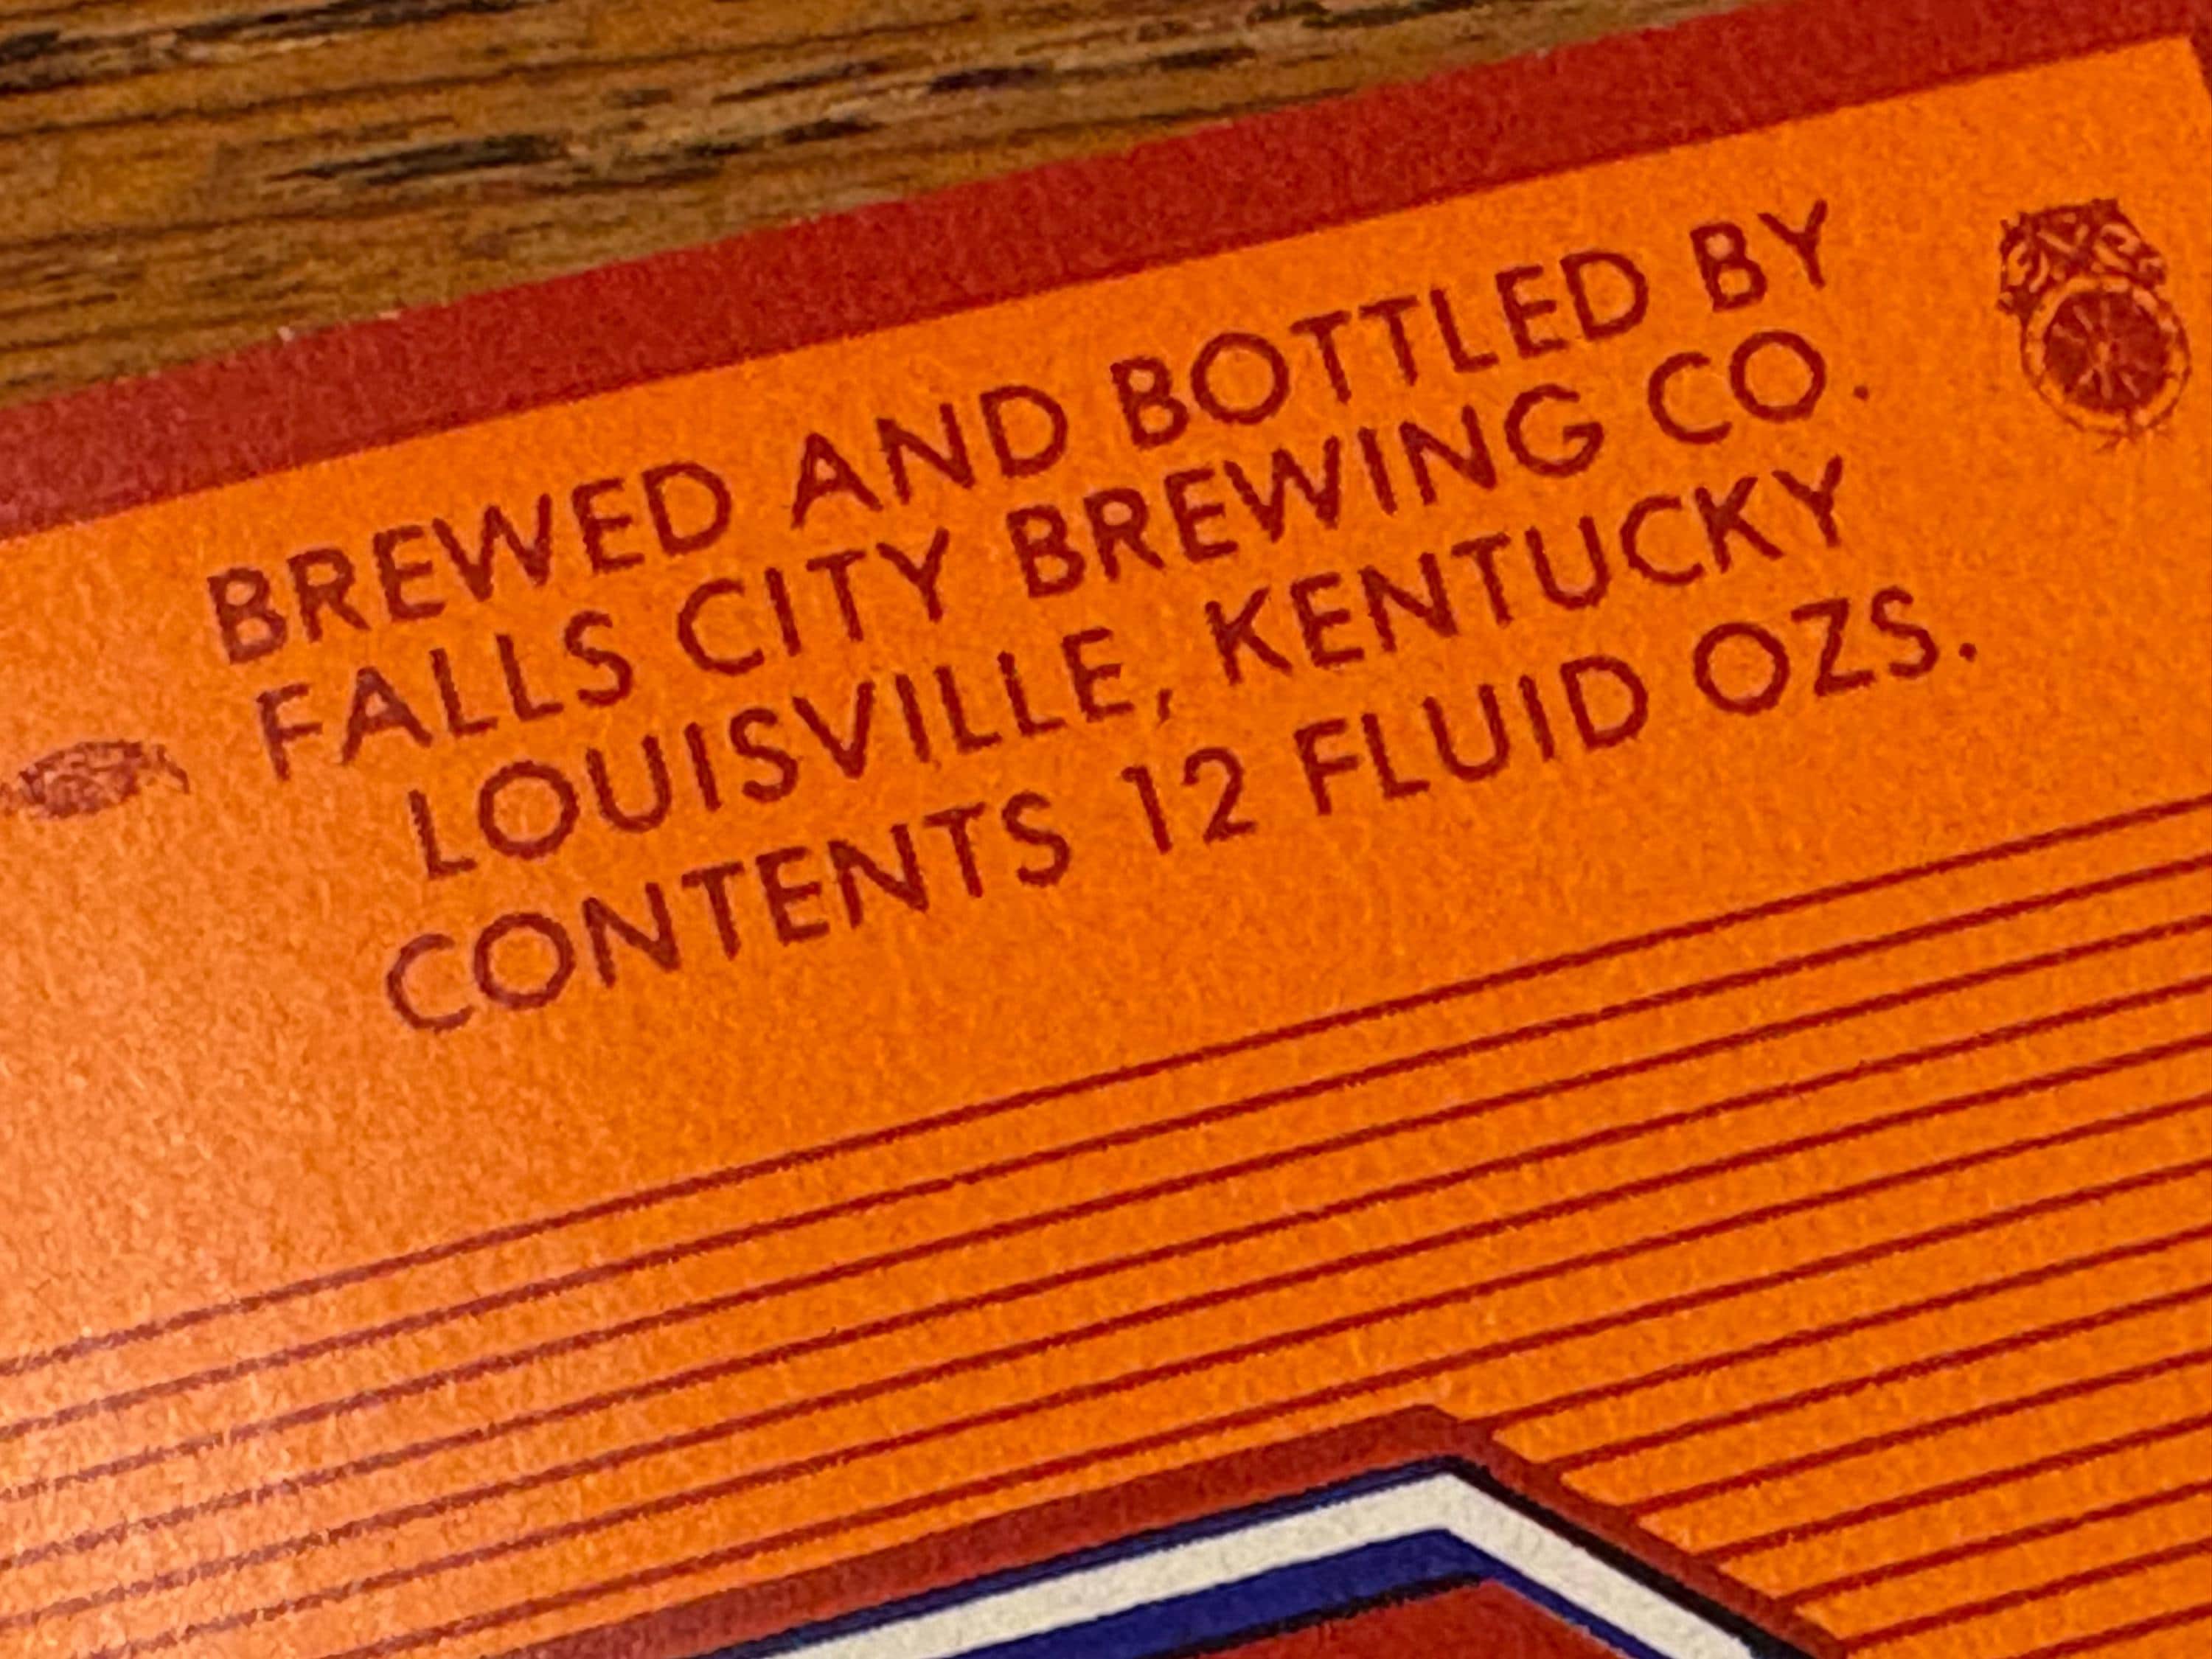 BREWED AND BOTTLED BY
FALLS CITY BREWING CO.
LOUISVILLE, KENTUCKY
CONTENTS 12 FLUID OZS.